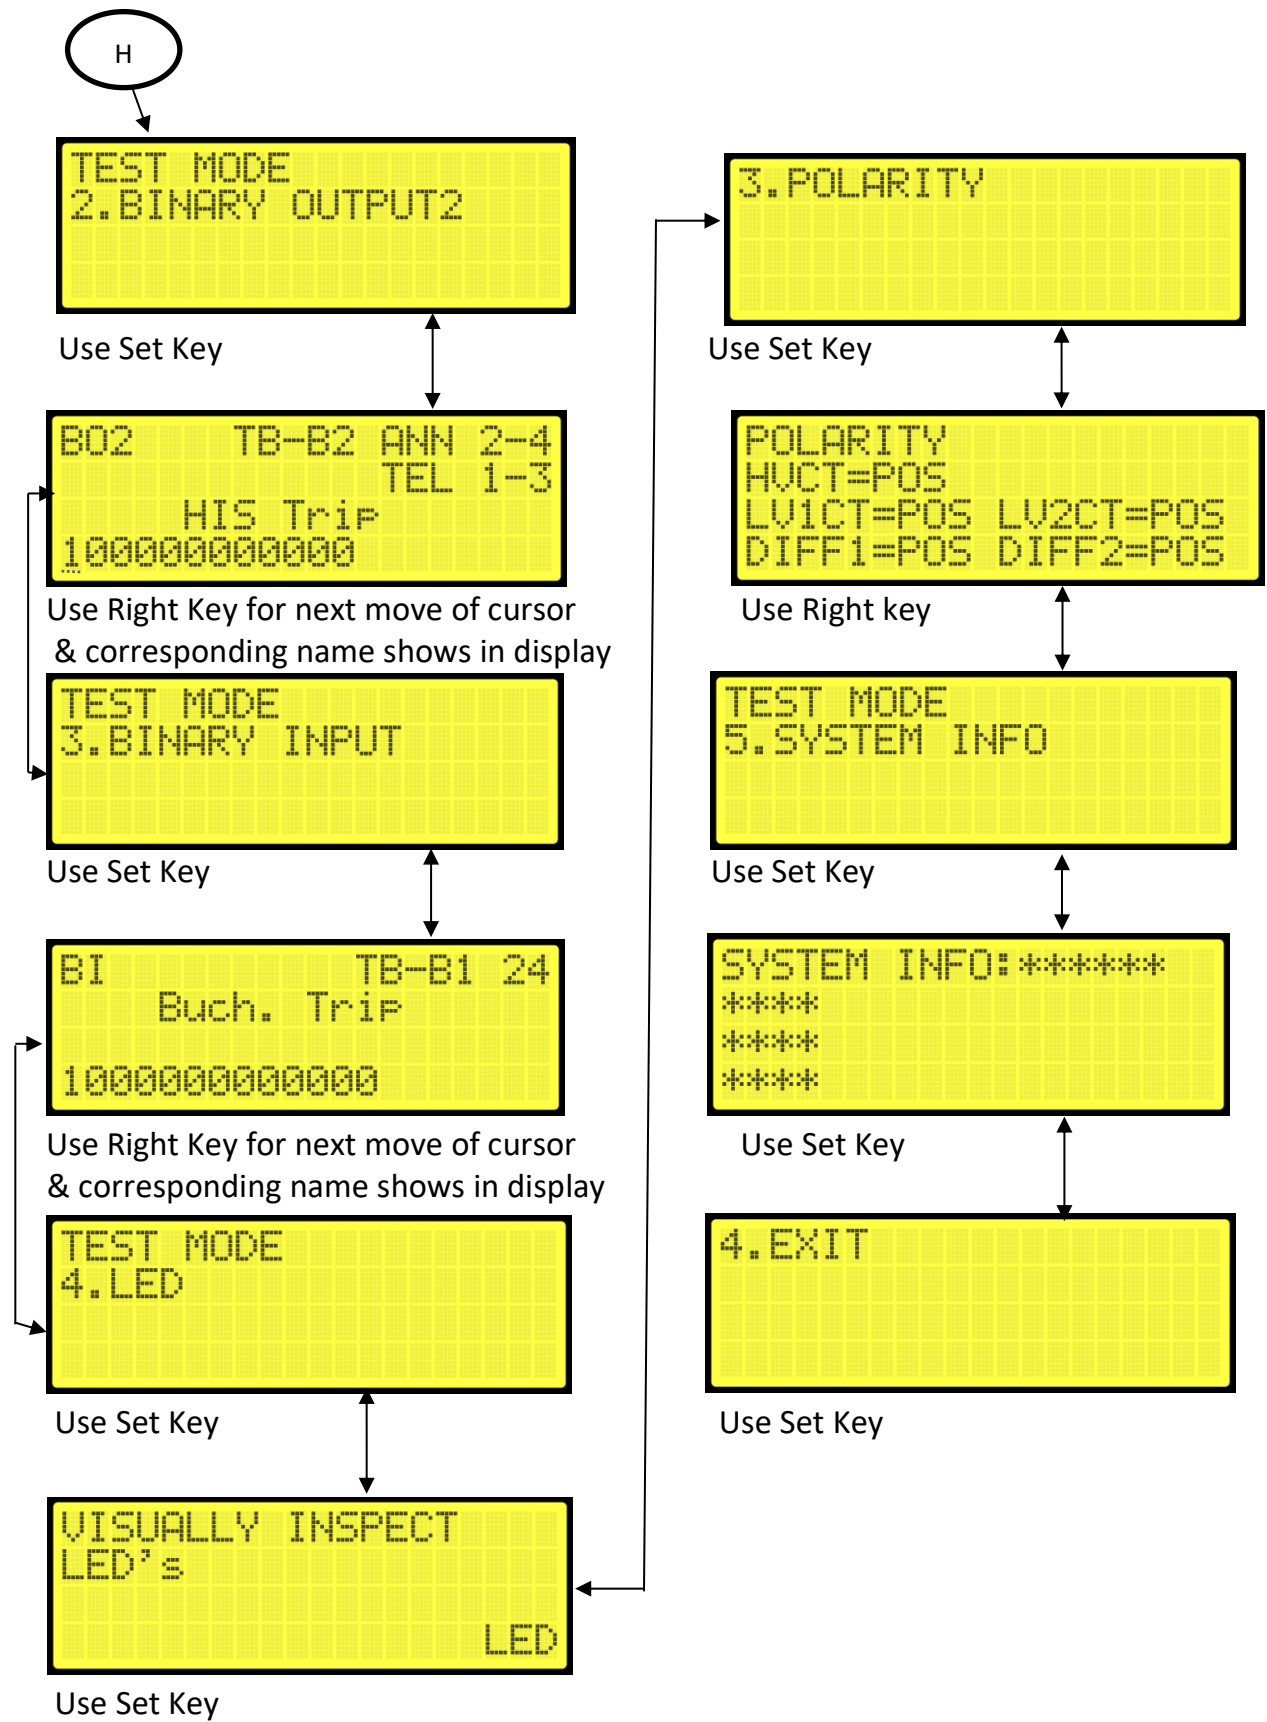 H
TEST MODE
2.BINARY OUTPUT2
Use Set Key
BO2 TB-B2 ANN 2-4
TEL 1-3
HIS Trip
100000000000
Use Right Key for next move of cursor
& corresponding name shows in display
TEST MODE
3.BINARY INPUT
Use Set Key
BI TB-B1 24
Buch. Trip
1000000000000
Use Right Key for next move of cursor
& corresponding name shows in display
TEST MODE
4.LED
Use Set Key
VISUALLY INSPECT
LED's
LED
Use Set Key
3.POLARITY
Use Set Key
POLARITY
HVCT=POS
LV1CT=POS LV2CT=POS
DIFF1=POS DIFF2=POS
Use Right key
TEST MODE
5.SYSTEM INFO
Use Set Key
SYSTEM INFO:******
****
****
****
Use Set Key
4.EXIT
Use Set Key